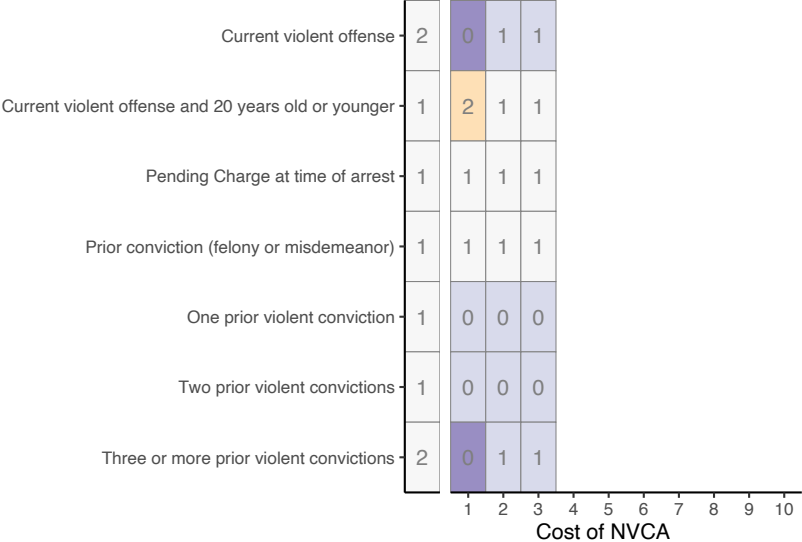 Current violent offense 2 0 1 1
Current violent offense and 20 years old or younger 1 2 1 1
Pending Charge at time of arrest 1 1 1 1
Prior conviction (felony or misdemeanor) 1 1 1 1
One prior violent conviction 1 0 0 0
Two prior violent convictions 1 0 0 0
Three or more prior violent convictions 2 0 1 1
1 2 3 4 5 6 7 8 9 10
Cost of NVCA